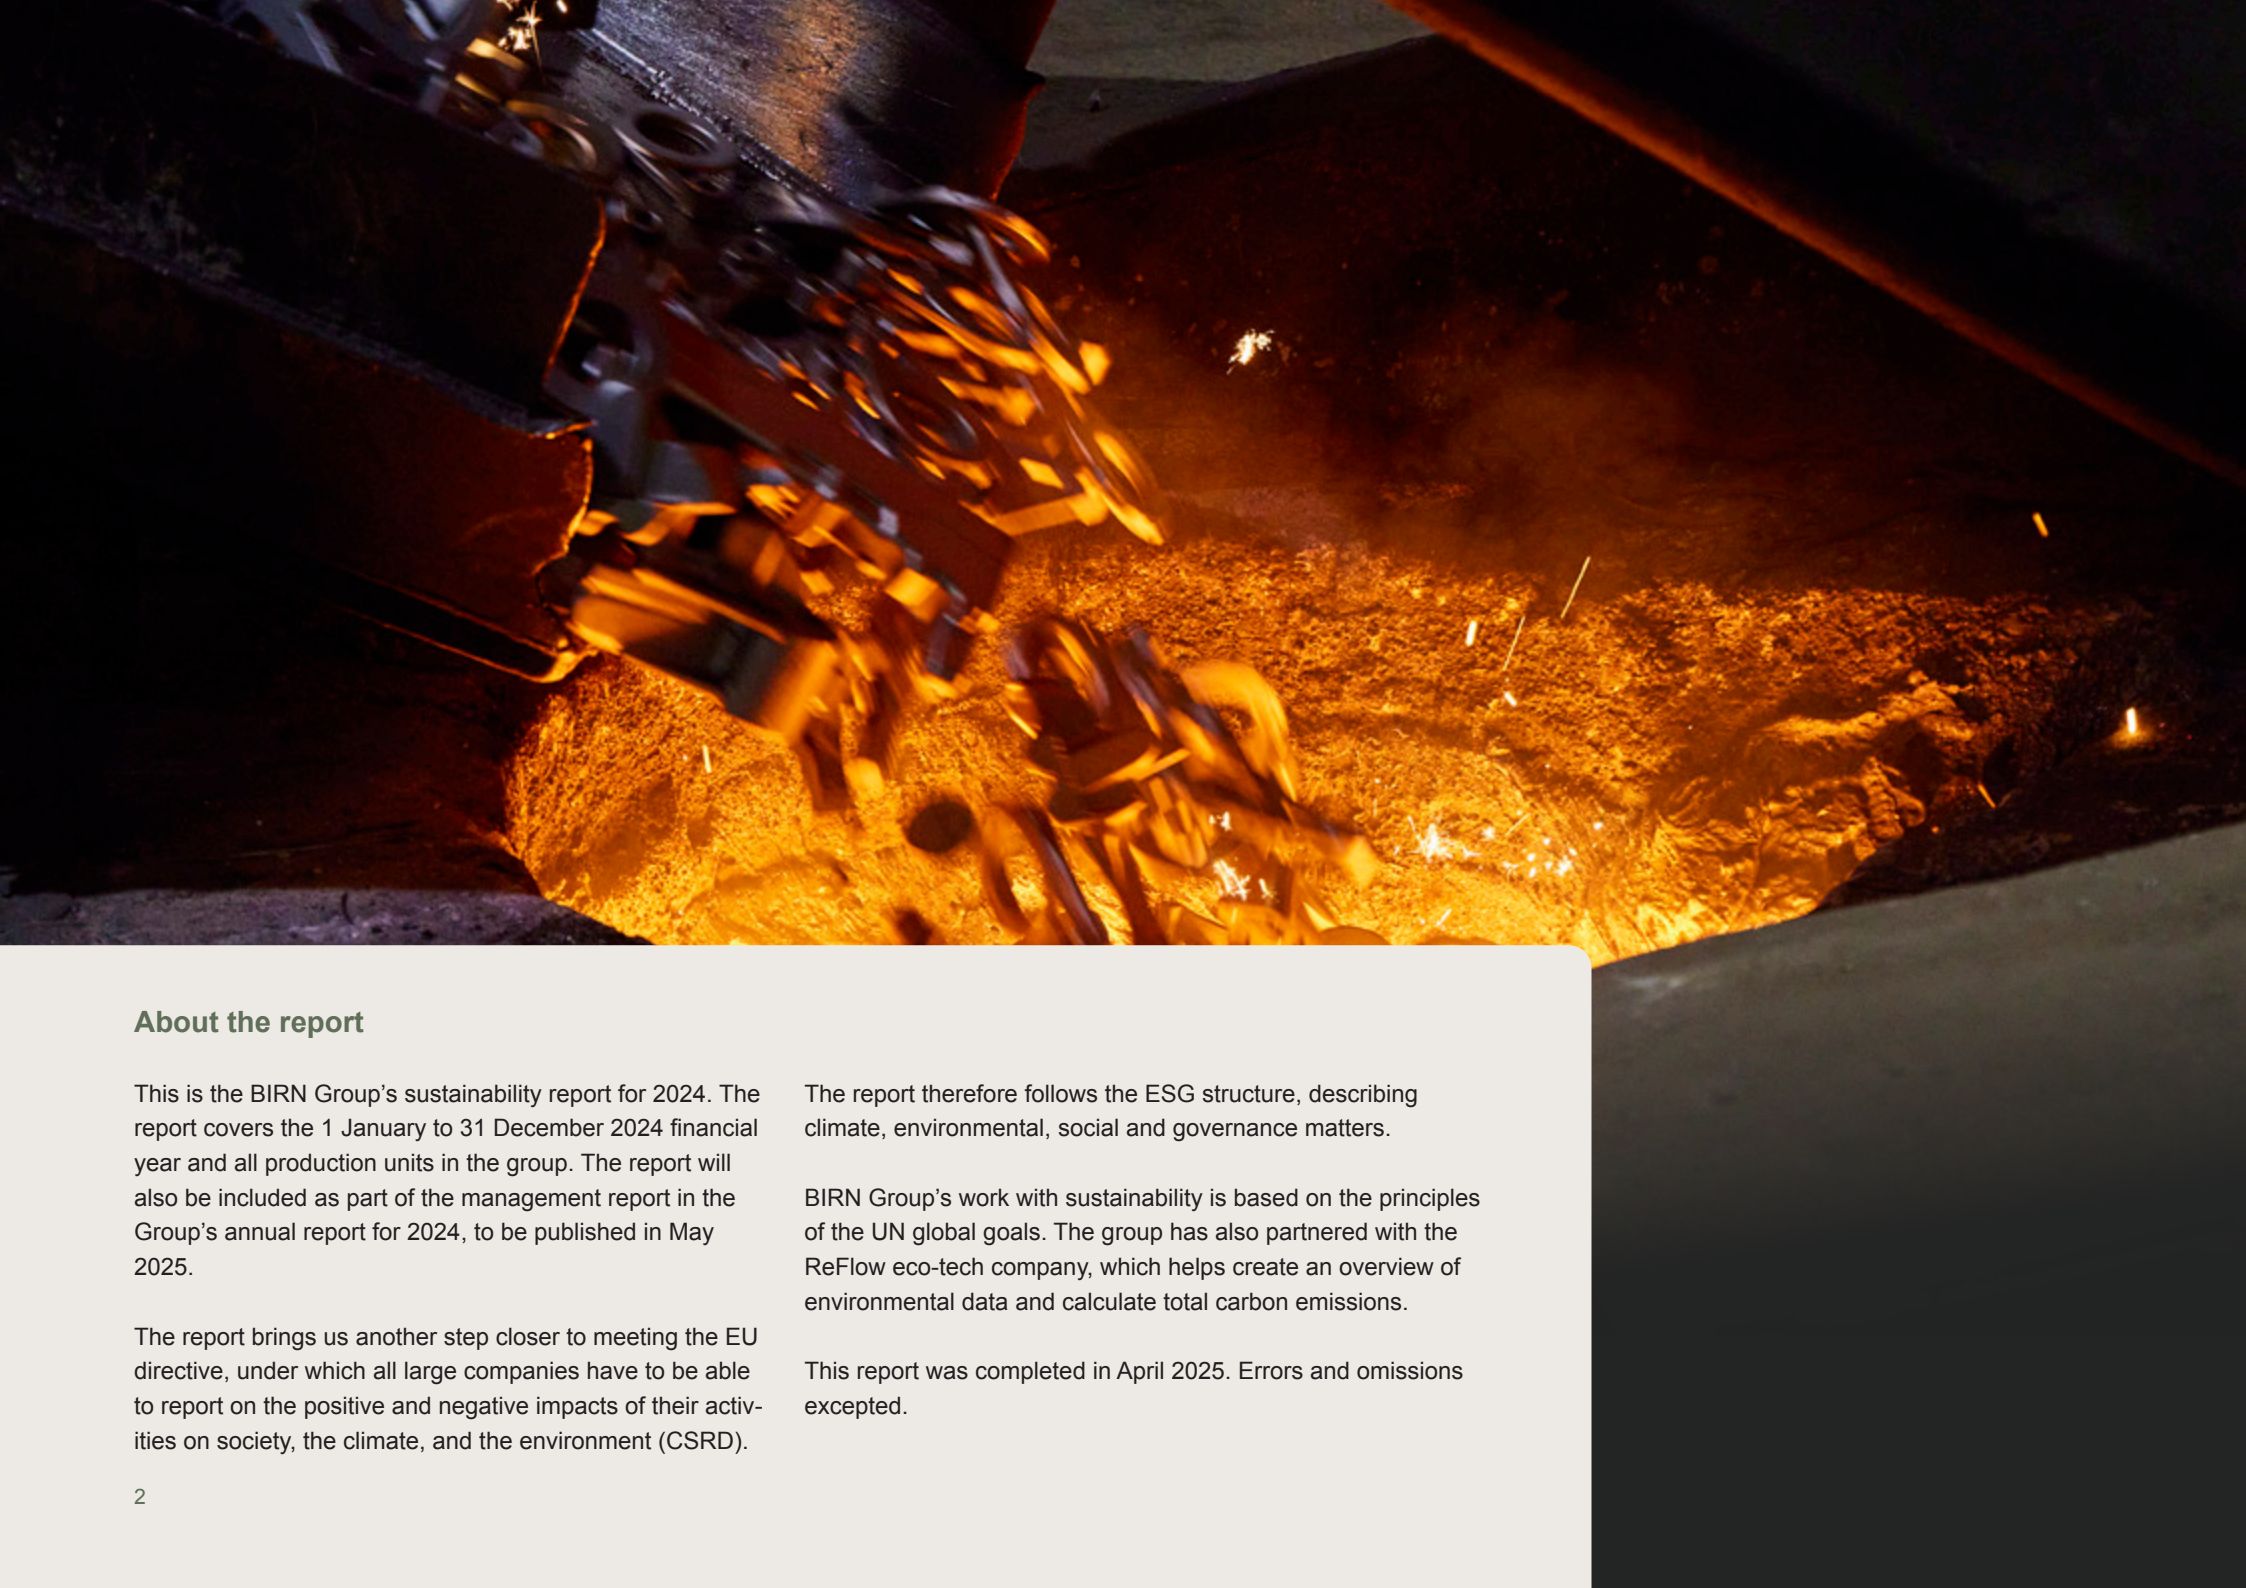 About the report
This is the BIRN Group’s sustainability report for 2024. The
report covers the 1 January to 31 December 2024 financial
year and all production units in the group. The report will
also be included as part of the management report in the
Group’s annual report for 2024, to be published in May
2025.
The report brings us another step closer to meeting the EU
directive, under which all large companies have to be able
to report on the positive and negative impacts of their activ-
ities on society, the climate, and the environment (CSRD).
The report therefore follows the ESG structure, describing
climate, environmental, social and governance matters.
BIRN Group’s work with sustainability is based on the principles
of the UN global goals. The group has also partnered with the
ReFlow eco-tech company, which helps create an overview of
environmental data and calculate total carbon emissions.
This report was completed in April 2025. Errors and omissions
excepted.
2